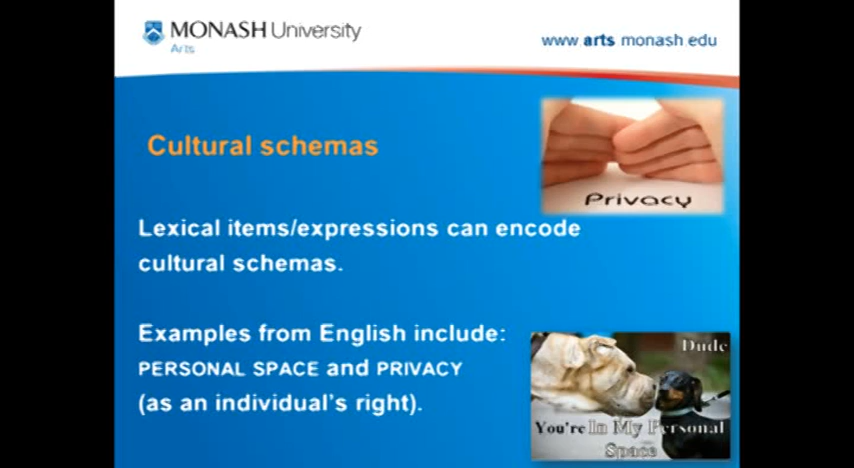 MONASH University
Arts
www arts monash edu
Cultural schemas
Privacy
Lexical items/expressions can encode
cultural schemas.
Examples from English include:
PERSONAL SPACE and PRIVACY
(as an individual's right).
Dude
You're In My Personal
Space